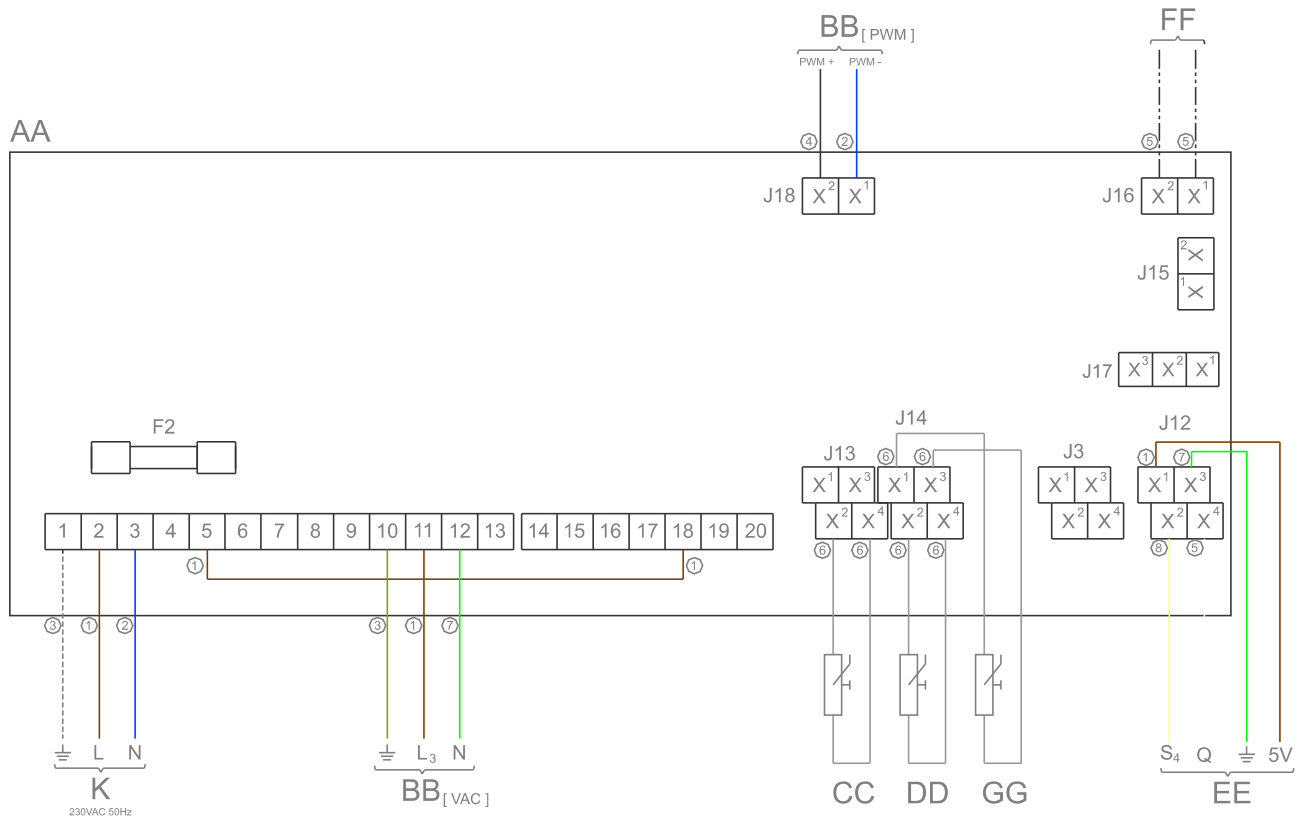 BB[ PWM ]
FF
PWM + PWM -
AA
4 2 5 5
J18 X2 X1
J16 X2 X1
J15 2X
1X
J17 X3 X2 X1
F2
J14
J12
J13
J3
6 6 1 7
X1 X3 X1 X3 X1 X3 X1 X3
X2 X4 X2 X4 X2 X4 X2 X4
1 2 3 4 5 6 7 8 9 10 11 12 13 14 15 16 17 18 19 20
6 6 6 6 8 5
1 1
3 1 2 3 1 7
L N L3 N S4 Q 5V
K
230VAC 50Hz
BB[ VAC ]
CC DD GG EE